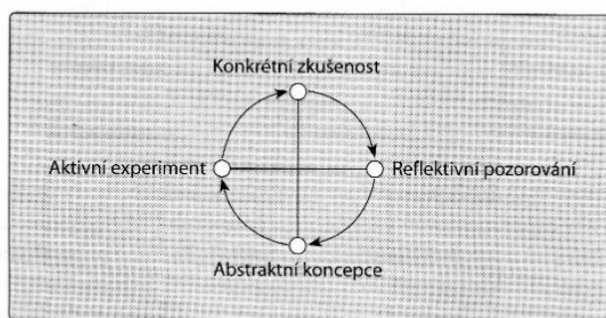 Konkrétní zkušenost
Aktivní experiment
Reflektivní pozorování
Abstraktní koncepce